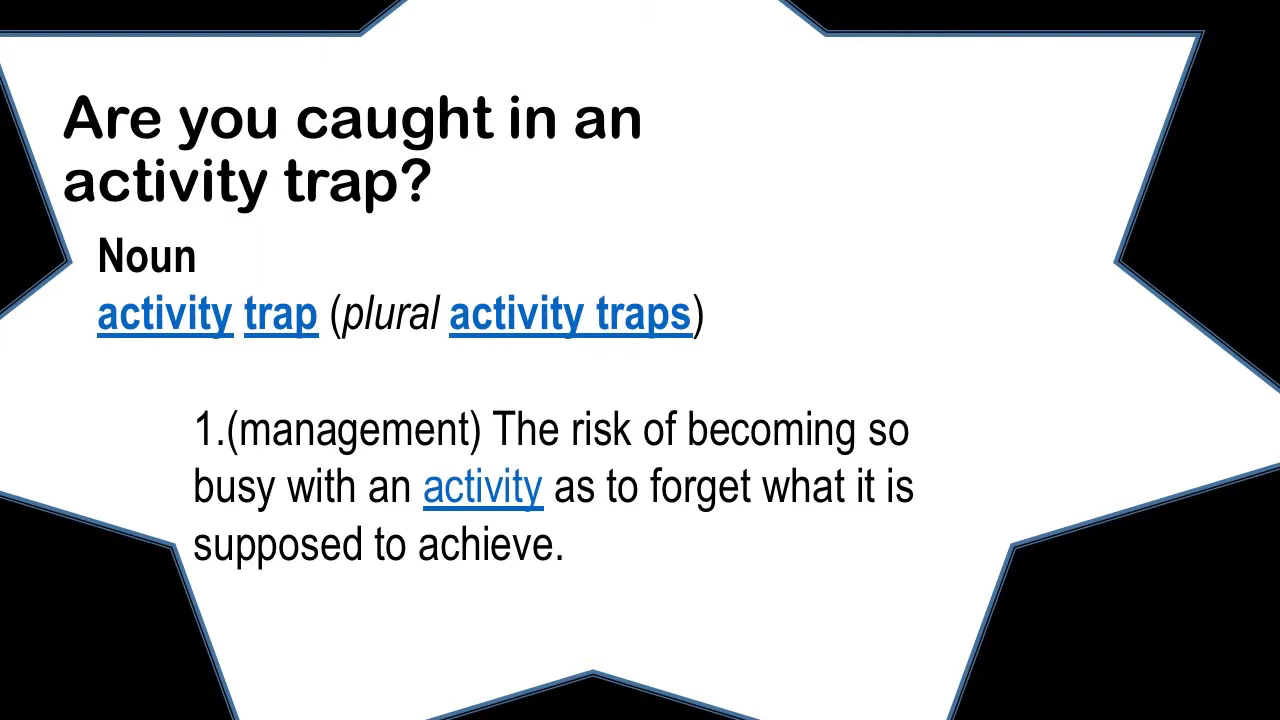 Are you caught in an
activity trap?
Noun
activity trap (plural activity traps)
1.(management) The risk of becoming so
busy with an activity as to forget what it is
supposed to achieve.